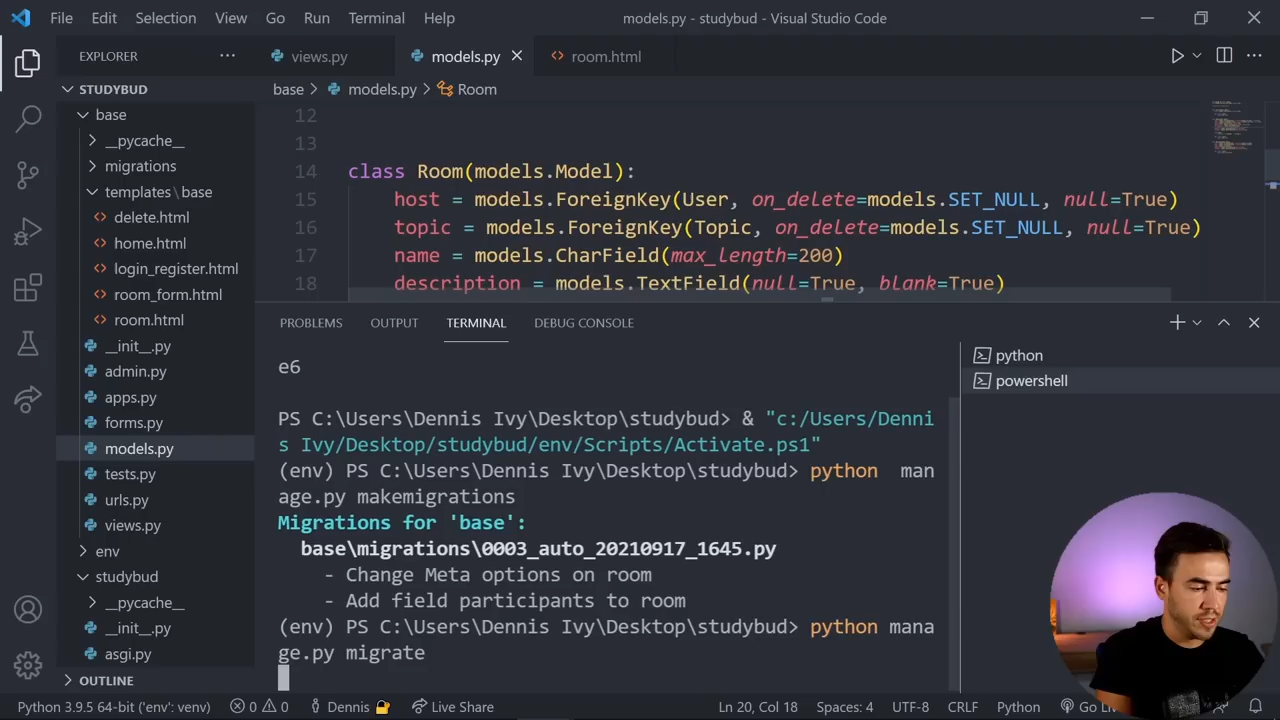 File Edit Selection View Go Run Terminal Help models.py - studybud - Visual Studio Code
EXPLORER ··· views.py models.py room.html
STUDYBUD
base > models.py > Room
base
__pycache__
migrations
templates\base
delete.html
home.html
login_register.html
room_form.html
room.html
__init__.py
admin.py
apps.py
forms.py
models.py
tests.py
urls.py
views.py
env
studybud
__pycache__
__init__.py
asgi.py
OUTLINE
12
13
14 class Room(models.Model):
15 host = models.ForeignKey(User, on_delete=models.SET_NULL, null=True)
16 topic = models.ForeignKey(Topic, on_delete=models.SET_NULL, null=True)
17 name = models.CharField(max_length=200)
18 description = models.TextField(null=True, blank=True)
PROBLEMS OUTPUT TERMINAL DEBUG CONSOLE
e6
PS C:\Users\Dennis Ivy\Desktop\studybud> & "c:/Users/Denni
s Ivy/Desktop/studybud/env/Scripts/Activate.ps1"
(env) PS C:\Users\Dennis Ivy\Desktop\studybud> python  man
age.py makemigrations
Migrations for 'base':
base\migrations\0003_auto_20210917_1645.py
- Change Meta options on room
- Add field participants to room
(env) PS C:\Users\Dennis Ivy\Desktop\studybud> python mana
ge.py migrate
python
powershell
Python 3.9.5 64-bit ('env': venv) 0 0 Dennis Live Share Ln 20, Col 18 Spaces: 4 UTF-8 CRLF Python Go Li